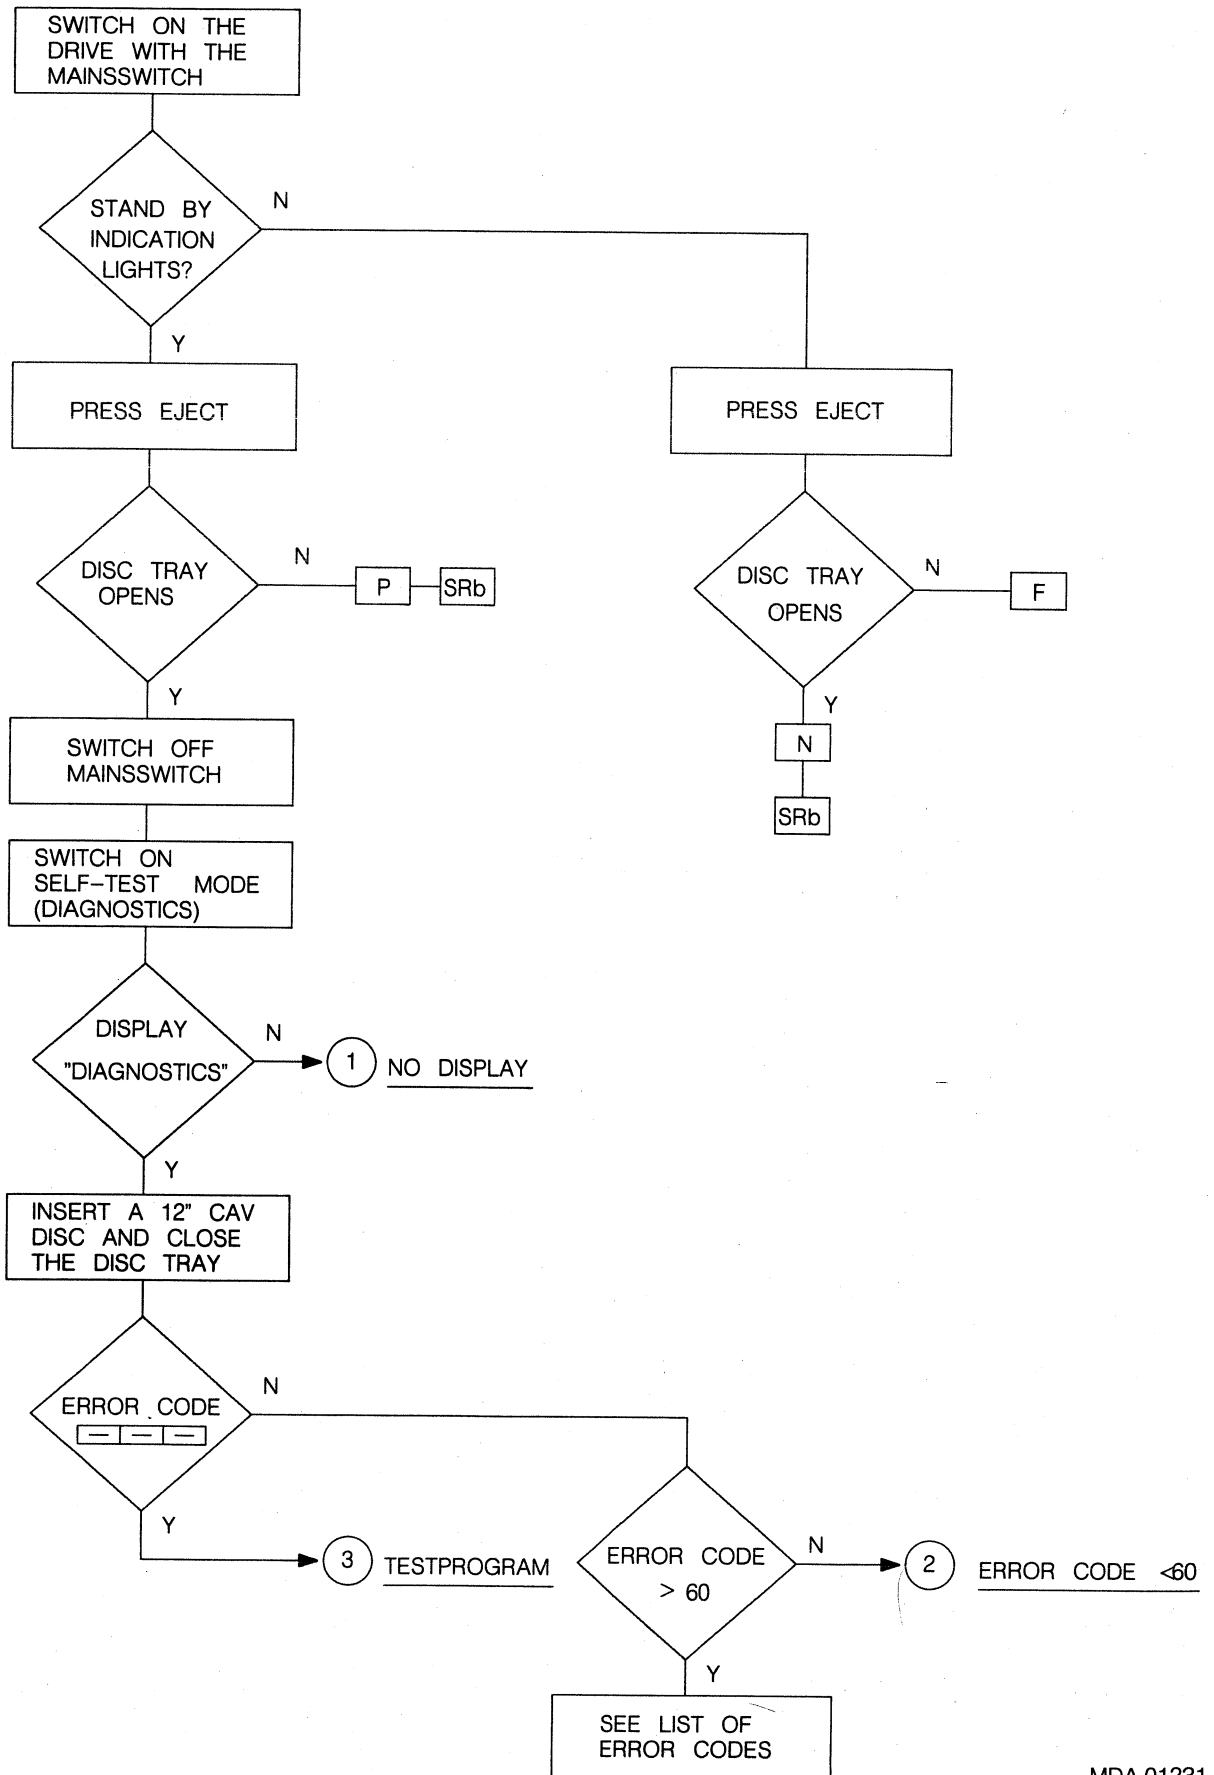 SWITCH ON THE
DRIVE WITH THE
MAINSSWITCH
N
STAND BY
INDICATION
LIGHTS?
Y
PRESS EJECT
PRESS EJECT
N
DISC TRAY
OPENS
P
SRb
N
DISC TRAY
OPENS
F
Y
Y
N
SRb
SWITCH OFF
MAINSSWITCH
SWITCH ON
SELF-TEST MODE
(DIAGNOSTICS)
DISPLAY
"DIAGNOSTICS"
N
1
NO DISPLAY
Y
INSERT A 12" CAV
DISC AND CLOSE
THE DISC TRAY
N
ERROR CODE
- - -
Y
3
TESTPROGRAM
ERROR CODE
> 60
N
2
ERROR CODE <60
Y
SEE LIST OF
ERROR CODES
MDA 01231